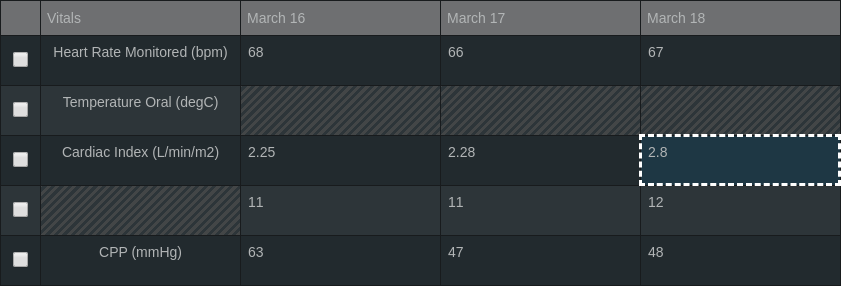 Vitals March 16 March 17 March 18
Heart Rate Monitored (bpm) 68 66 67
Temperature Oral (degC)
Cardiac Index (L/min/m2) 2.25 2.28 2.8
11 11 12
CPP (mmHg) 63 47 48